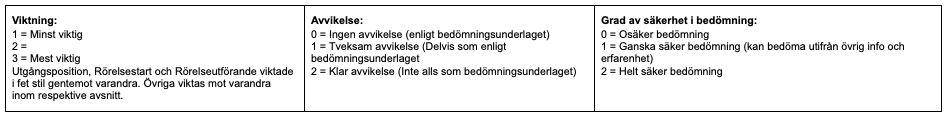 Viktning:
1 = Minst viktig
2 =
3 = Mest viktig
Utgångsposition, Rörelsestart och Rörelseutförande viktade
i fet stil gentemot varandra. Övriga viktas mot varandra
inom respektive avsnitt.
Avvikelse:
0 = Ingen avvikelse (enligt bedömningsunderlaget)
1 = Tveksam avvikelse (Delvis som enligt
bedömningsunderlaget
2 = Klar avvikelse (Inte alls som bedömningsunderlaget)
Grad av säkerhet i bedömning:
0 = Osäker bedömning
1 = Ganska säker bedömning (kan bedöma utifrån övrig info och
erfarenhet)
2 = Helt säker bedömning